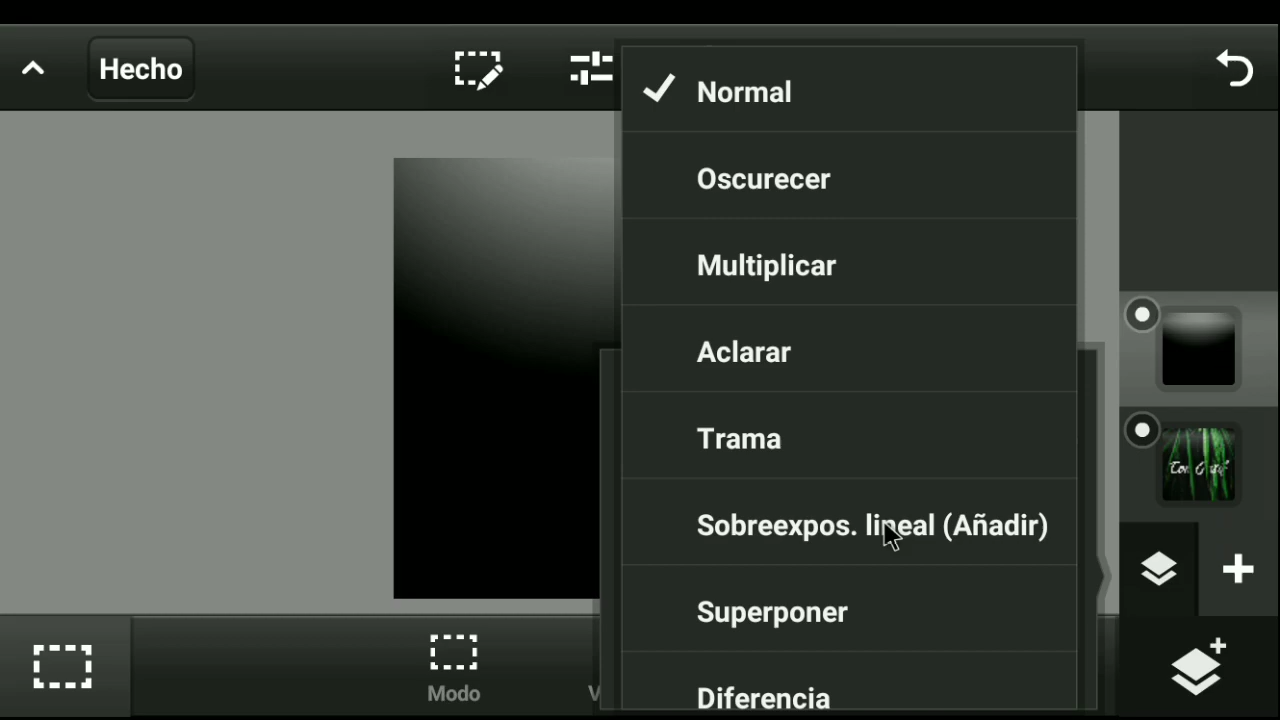 Hecho
Normal
Oscurecer
Multiplicar
Aclarar
Trama
Sobreexpos. lineal (Añadir)
Superponer
Diferencia
Modo
V